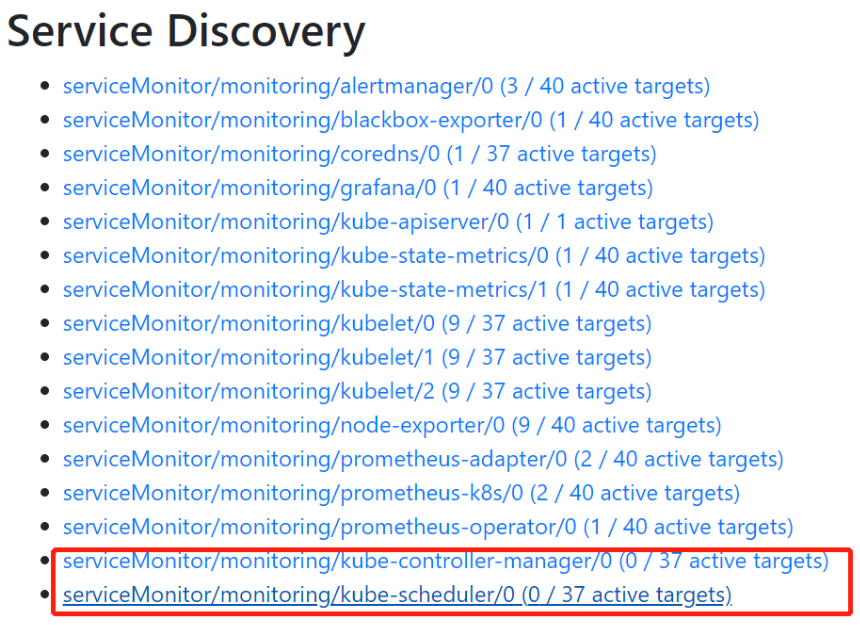 Service Discovery
serviceMonitor/monitoring/alertmanager/0 (3 / 40 active targets)
serviceMonitor/monitoring/blackbox-exporter/0 (1 / 40 active targets)
serviceMonitor/monitoring/coredns/0 (1 / 37 active targets)
serviceMonitor/monitoring/grafana/0 (1 / 40 active targets)
serviceMonitor/monitoring/kube-apiserver/0 (1 / 1 active targets)
serviceMonitor/monitoring/kube-state-metrics/0 (1 / 40 active targets)
serviceMonitor/monitoring/kube-state-metrics/1 (1 / 40 active targets)
serviceMonitor/monitoring/kubelet/0 (9 / 37 active targets)
serviceMonitor/monitoring/kubelet/1 (9 / 37 active targets)
serviceMonitor/monitoring/kubelet/2 (9 / 37 active targets)
serviceMonitor/monitoring/node-exporter/0 (9 / 40 active targets)
serviceMonitor/monitoring/prometheus-adapter/0 (2 / 40 active targets)
serviceMonitor/monitoring/prometheus-k8s/0 (2 / 40 active targets)
serviceMonitor/monitoring/prometheus-operator/0 (1 / 40 active targets)
serviceMonitor/monitoring/kube-controller-manager/0 (0 / 37 active targets)
serviceMonitor/monitoring/kube-scheduler/0 (0 / 37 active targets)